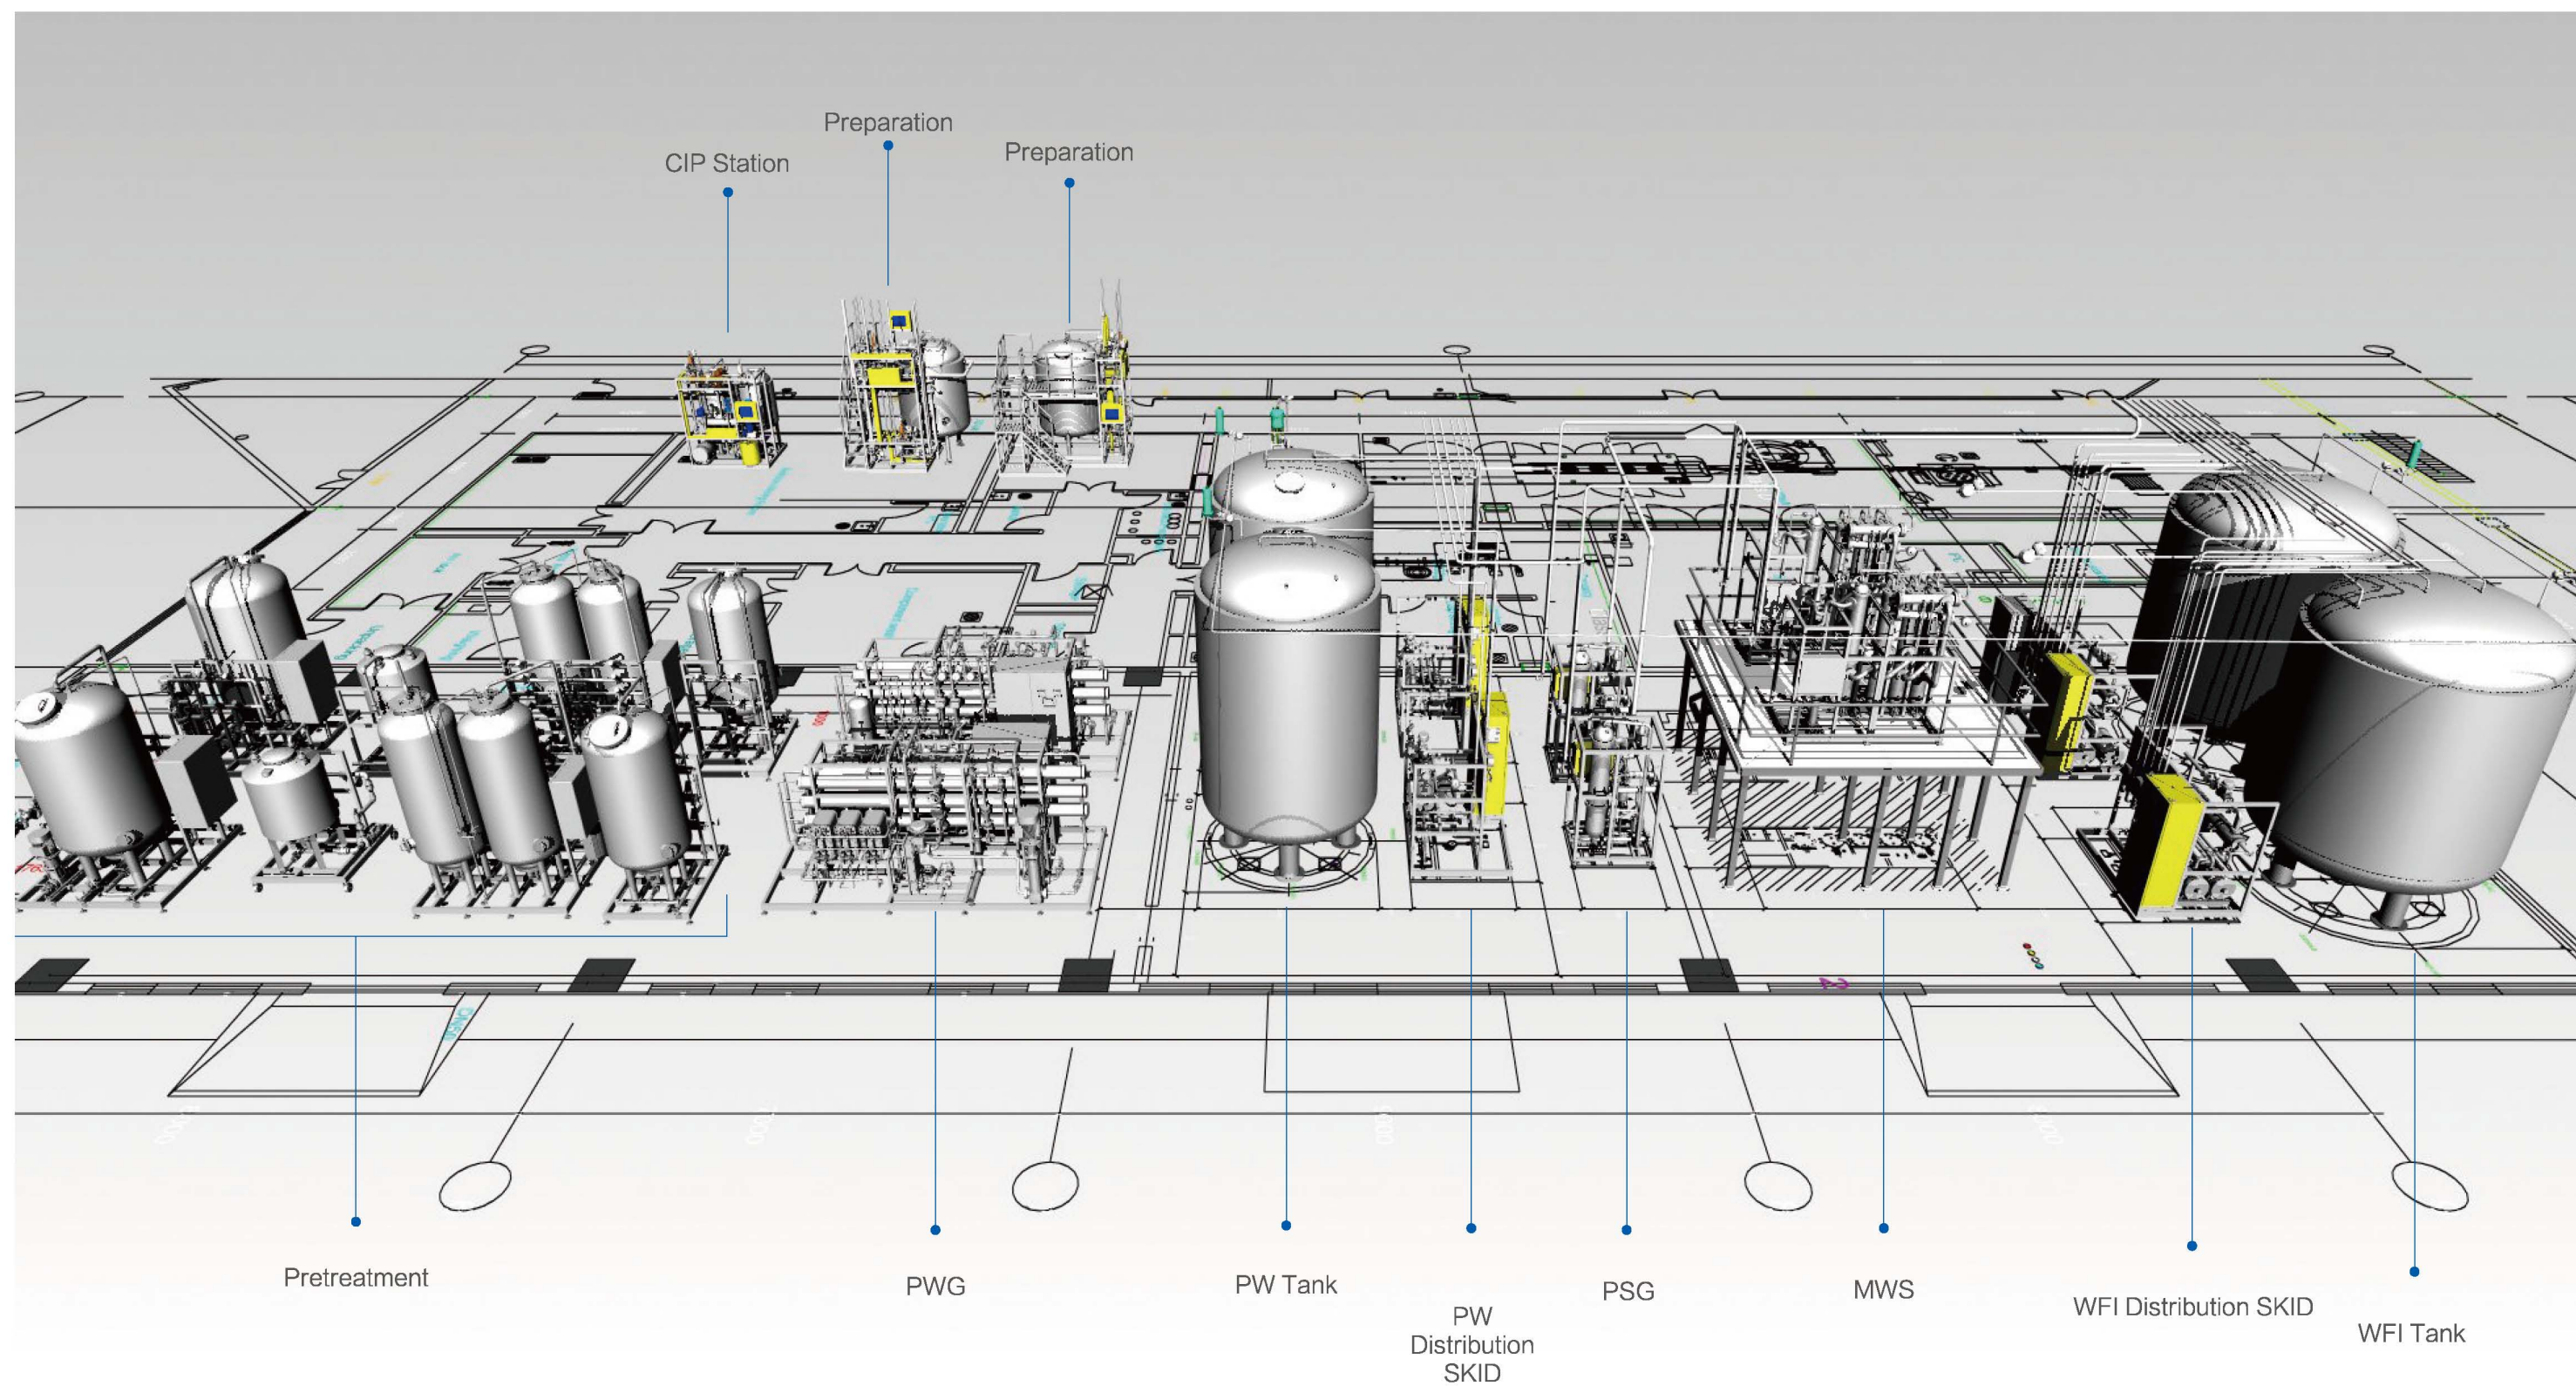 Preparation
Preparation
CIP Station
Pretreatment
PWG
PW Tank
PW
Distribution
SKID
PSG
MWS
WFI Distribution SKID
WFI Tank